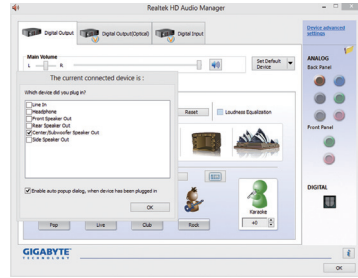 Realtek HD Audio Manager
Digital Output
Digital Output(Optical)
Digital Input
Device advanced settings
Main Volume
L
R
Set Default Device
ANALOG
Back Panel
The current connected device is :
Which device did you plug in?
Line In
Headphone
Front Speaker Out
Rear Speaker Out
Center/Subwoofer Speaker Out
Side Speaker Out
Reset
Loudness Equalization
Front Panel
Enable auto popup dialog, when device has been plugged in
OK
DIGITAL
Karaoke
+0
Pop
Live
Club
Rock
GIGABYTE
TECHNOLOGY
OK